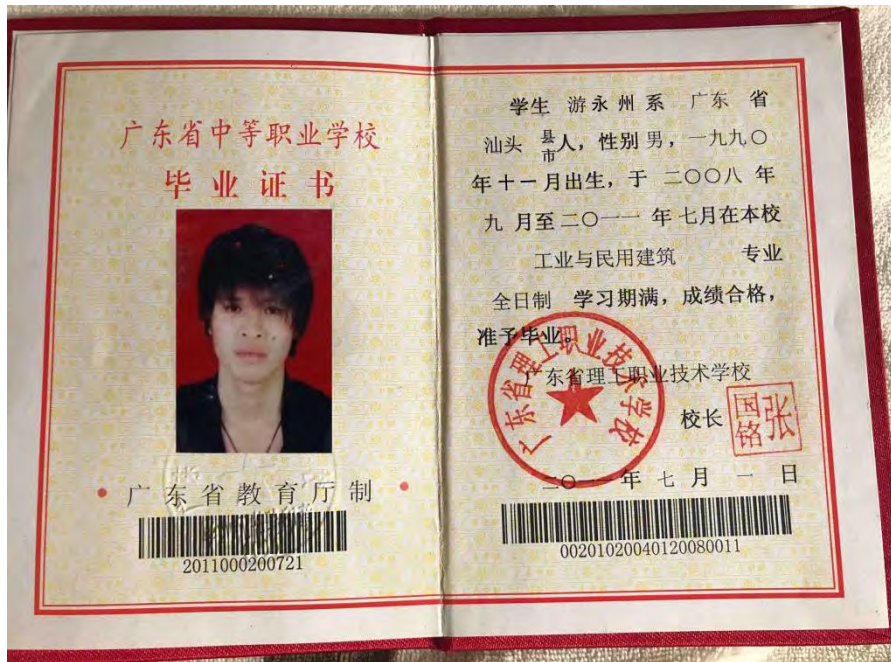 广东省中等职业学校
毕业证书
广东省教育厅制
2011000200721
学生 游永州 系 广东 省
汕头 县市人，性别 男，一九九〇
年十一月出生，于 二〇〇八 年
九 月至二〇一一 年 七月在本校
工业与民用建筑 专业
全日制 学习期满，成绩合格，
准予毕业。
广东省理工职业技术学校
广东省理工职业技术学校
校长 张国铭
二〇一一 年 七 月 一 日
00201020040120080011